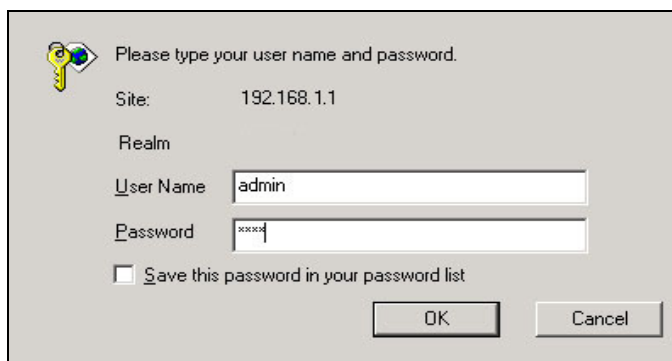 Please type your user name and password.
Site: 192.168.1.1
Realm
User Name admin
Password ****
Save this password in your password list
OK Cancel